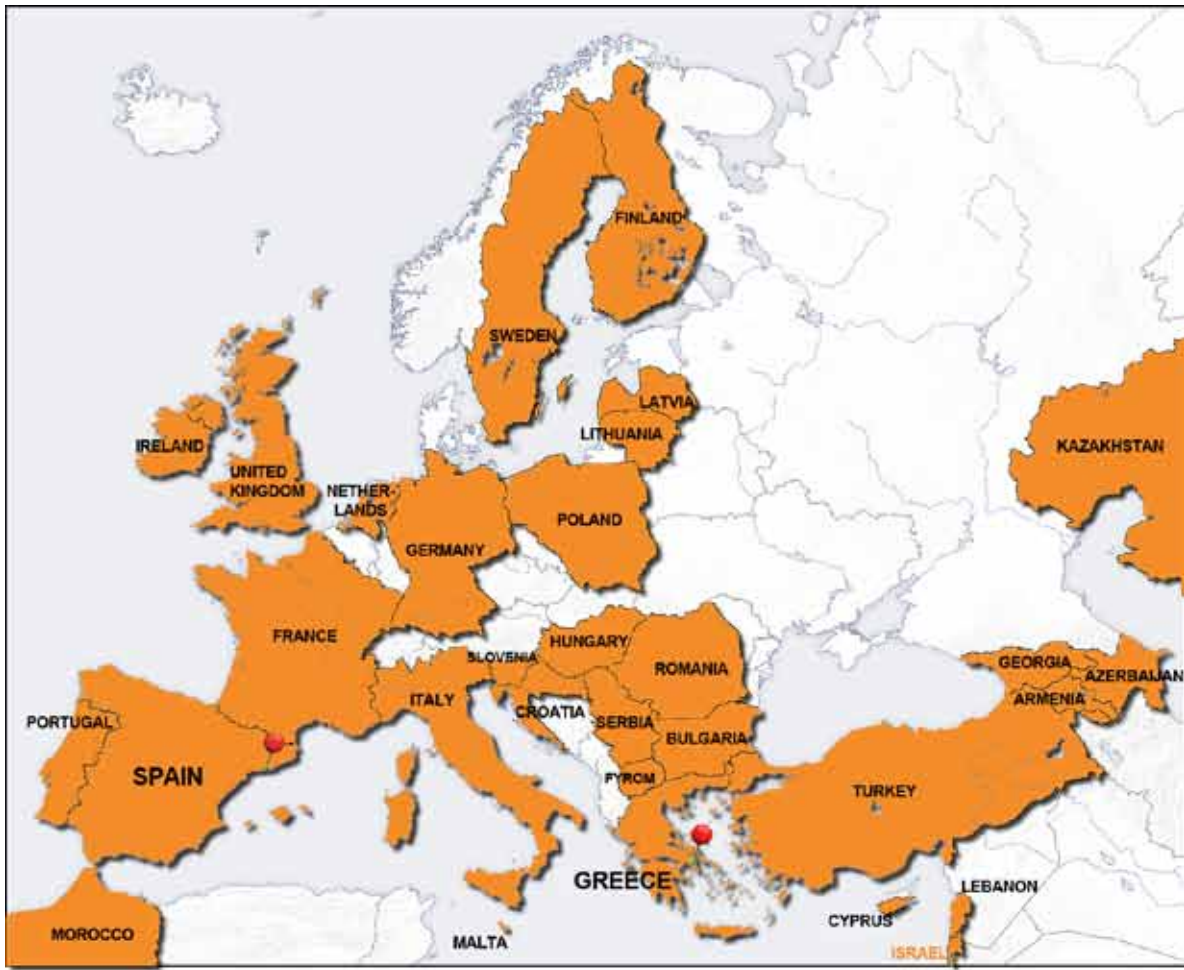 FINLAND
SWEDEN
LATVIA
LITHUANIA
IRELAND
UNITED
KINGDOM
NETHER-
LANDS
KAZAKHSTAN
POLAND
GERMANY
FRANCE
HUNGARY
SLOVENIA
ROMANIA
GEORGIA
AZERBAIJAN
ITALY
ARMENIA
CROATIA
SERBIA
PORTUGAL
BULGARIA
SPAIN
FYROM
TURKEY
GREECE
LEBANON
CYPRUS
MOROCCO
MALTA
ISRAEL